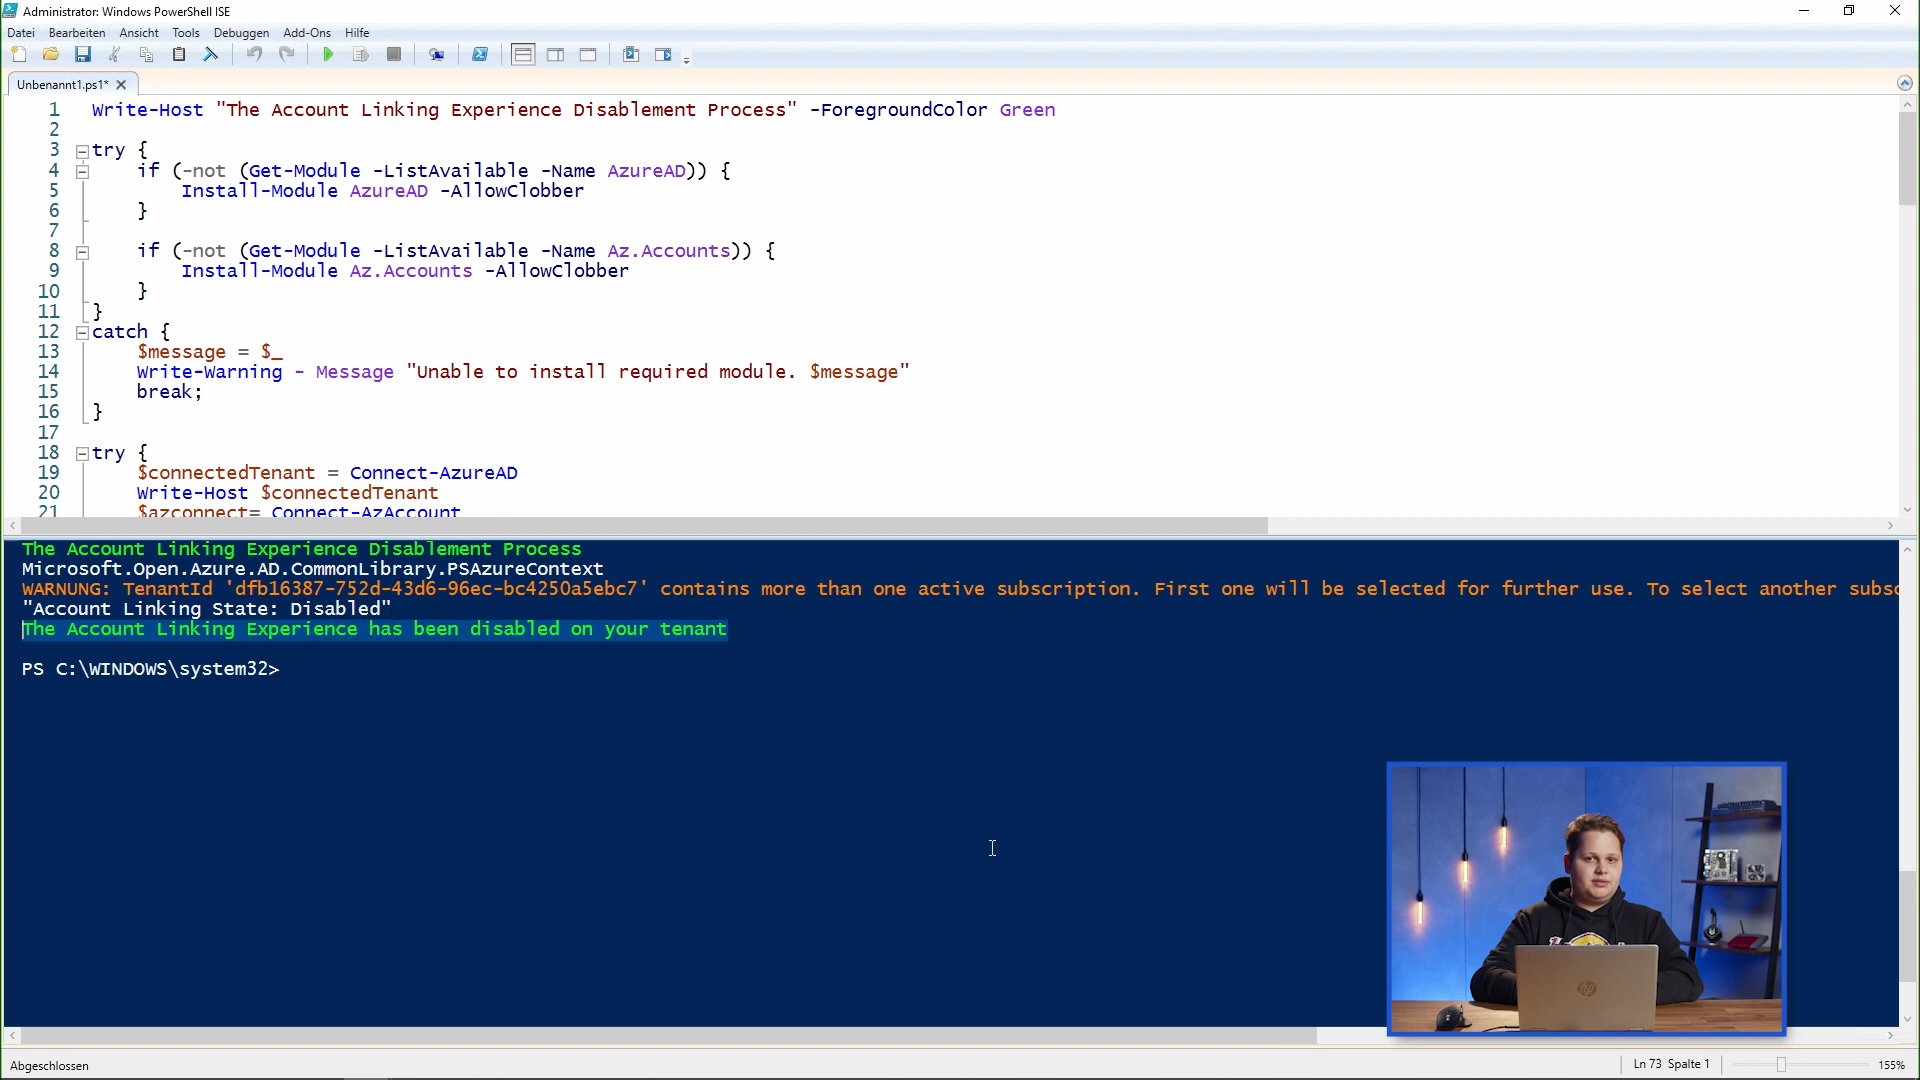 Administrator: Windows PowerShell ISE
Datei Bearbeiten Ansicht Tools Debuggen Add-Ons Hilfe
Unbenannt1.ps1*
1 Write-Host "The Account Linking Experience Disablement Process" -ForegroundColor Green
2
3 try {
4 if (-not (Get-Module -ListAvailable -Name AzureAD)) {
5 Install-Module AzureAD -AllowClobber
6 }
7
8 if (-not (Get-Module -ListAvailable -Name Az.Accounts)) {
9 Install-Module Az.Accounts -AllowClobber
10 }
11 }
12 catch {
13 $message = $_
14 Write-Warning - Message "Unable to install required module. $message"
15 break;
16 }
17
18 try {
19 $connectedTenant = Connect-AzureAD
20 Write-Host $connectedTenant
21 $azconnect= Connect-AzAccount
The Account Linking Experience Disablement Process
Microsoft.Open.Azure.AD.CommonLibrary.PSAzureContext
WARNUNG: TenantId 'dfb16387-752d-43d6-96ec-bc4250a5ebc7' contains more than one active subscription. First one will be selected for further use. To select another subsc
"Account Linking State: Disabled"
The Account Linking Experience has been disabled on your tenant
PS C:\WINDOWS\system32>
hp
Abgeschlossen
Ln 73 Spalte 1
155%